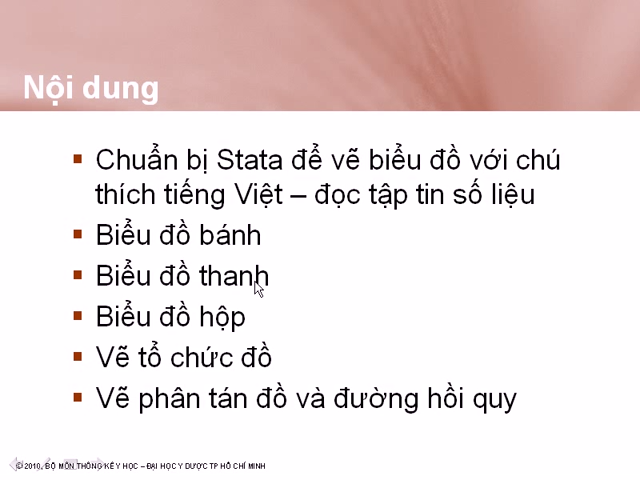 Nội dung
Chuẩn bị Stata để vẽ biểu đồ với chú
thích tiếng Việt – đọc tập tin số liệu
Biểu đồ bánh
Biểu đồ thanh
Biểu đồ hộp
Vẽ tổ chức đồ
Vẽ phân tán đồ và đường hồi quy
© 2010, BỘ MÔN THỐNG KÊ Y HỌC – ĐẠI HỌC Y DƯỢC TP HỒ CHÍ MINH